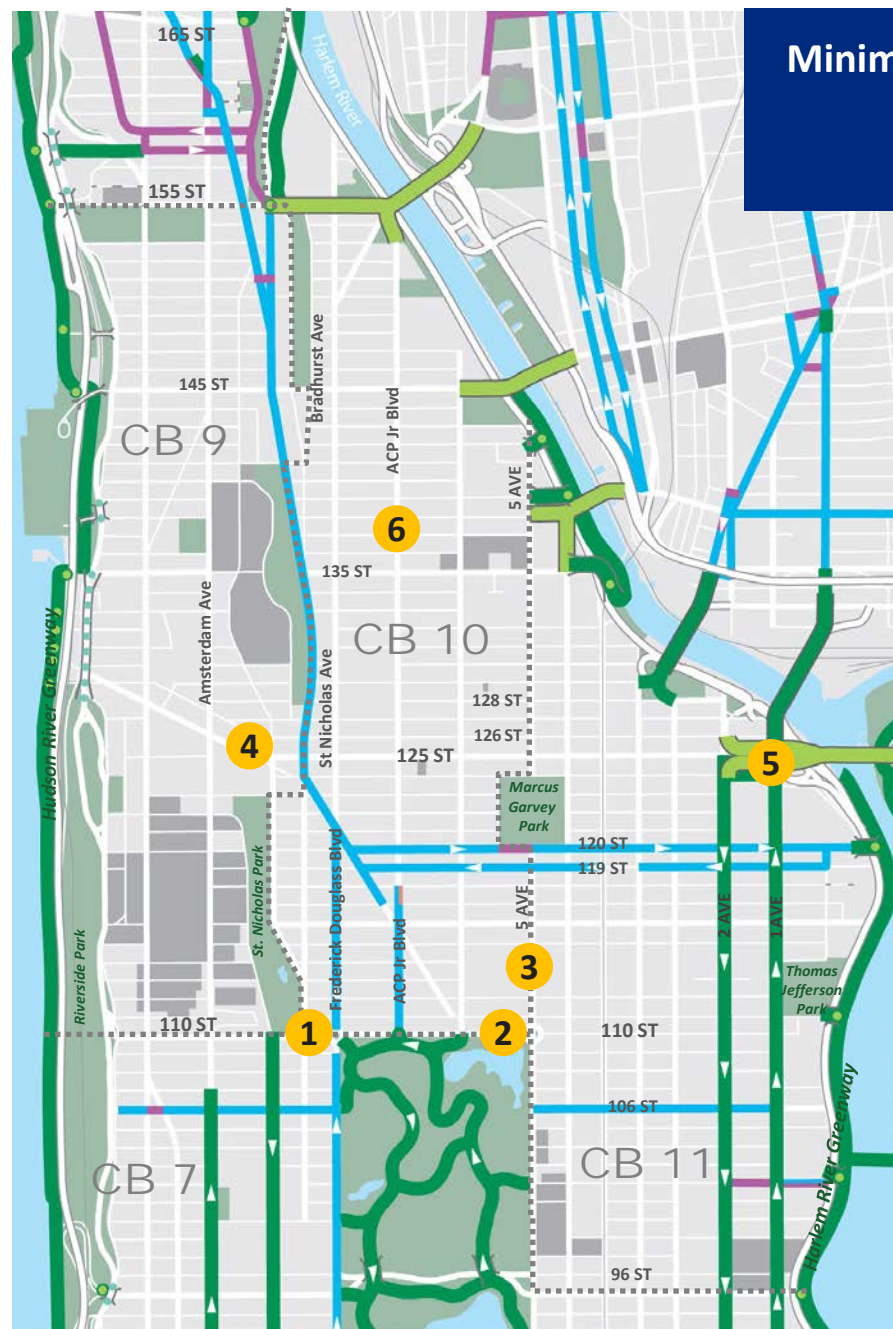 Minim
165 ST
Harlem River
155 ST
Bradhurst Ave
145 ST
ACP Jr Blvd
CB 9
5 AVE
6
135 ST
Hudson River Greenway
Amsterdam Ave
CB 10
St Nicholas Ave
128 ST
126 ST
4
125 ST
5
Marcus
Garvey
Park
120 ST
119 ST
Frederick Douglass Blvd
St. Nicholas Park
5 AVE
2 AVE
1 AVE
ACP Jr Blvd
Riverside Park
3
Thomas
Jefferson
Park
110 ST
1
2
110 ST
106 ST
CB 7
CB 11
Harlem River Greenway
96 ST